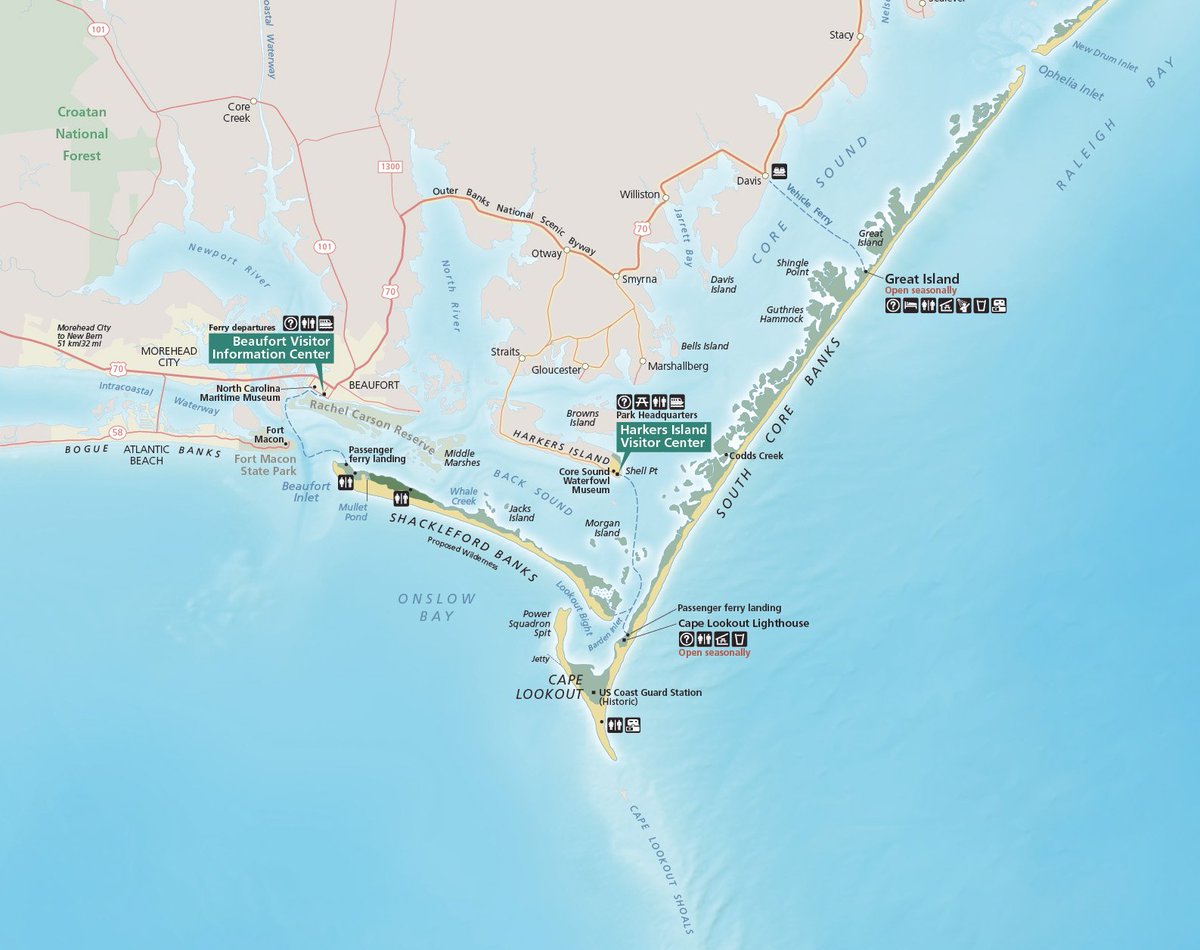 101
Coastal Waterway
Nelson
Stacy
New Drum Inlet
Ophelia Inlet
RALEIGH BAY
Croatan
National
Forest
Core
Creek
1300
CORE SOUND
Davis
Vehicle Ferry
Williston
Outer Banks National Scenic Byway
70
Jarrett Bay
101
Newport River
North River
Otway
Smyrna
Great
Island
Shingle
Point
Davis
Island
Great Island
Open seasonally
70
Guthries
Hammock
Morehead City
to New Bern
51 km/32 mi
Ferry departures
Beaufort Visitor
Information Center
MOREHEAD
CITY
Straits
Bells Island
Gloucester
Marshallberg
70
BEAUFORT
North Carolina
Maritime Museum
Intracoastal
Waterway
Rachel Carson Reserve
Browns
Island
Park Headquarters
Harkers Island
Visitor Center
SOUTH CORE BANKS
58
Fort
Macon
HARKERS ISLAND
BOGUE BANKS
ATLANTIC
BEACH
Fort Macon
State Park
Passenger
ferry landing
Middle
Marshes
Codds Creek
Core Sound
Waterfowl
Museum
Shell Pt
Beaufort
Inlet
Mullet
Pond
Whale
Creek
BACK SOUND
Jacks
Island
Morgan
Island
SHACKLEFORD BANKS
Proposed Wilderness
Lookout Bight
ONSLOW
BAY
Power
Squadron
Spit
Barden Inlet
Passenger ferry landing
Cape Lookout Lighthouse
Open seasonally
Jetty
CAPE
LOOKOUT
US Coast Guard Station
(Historic)
CAPE LOOKOUT SHOALS